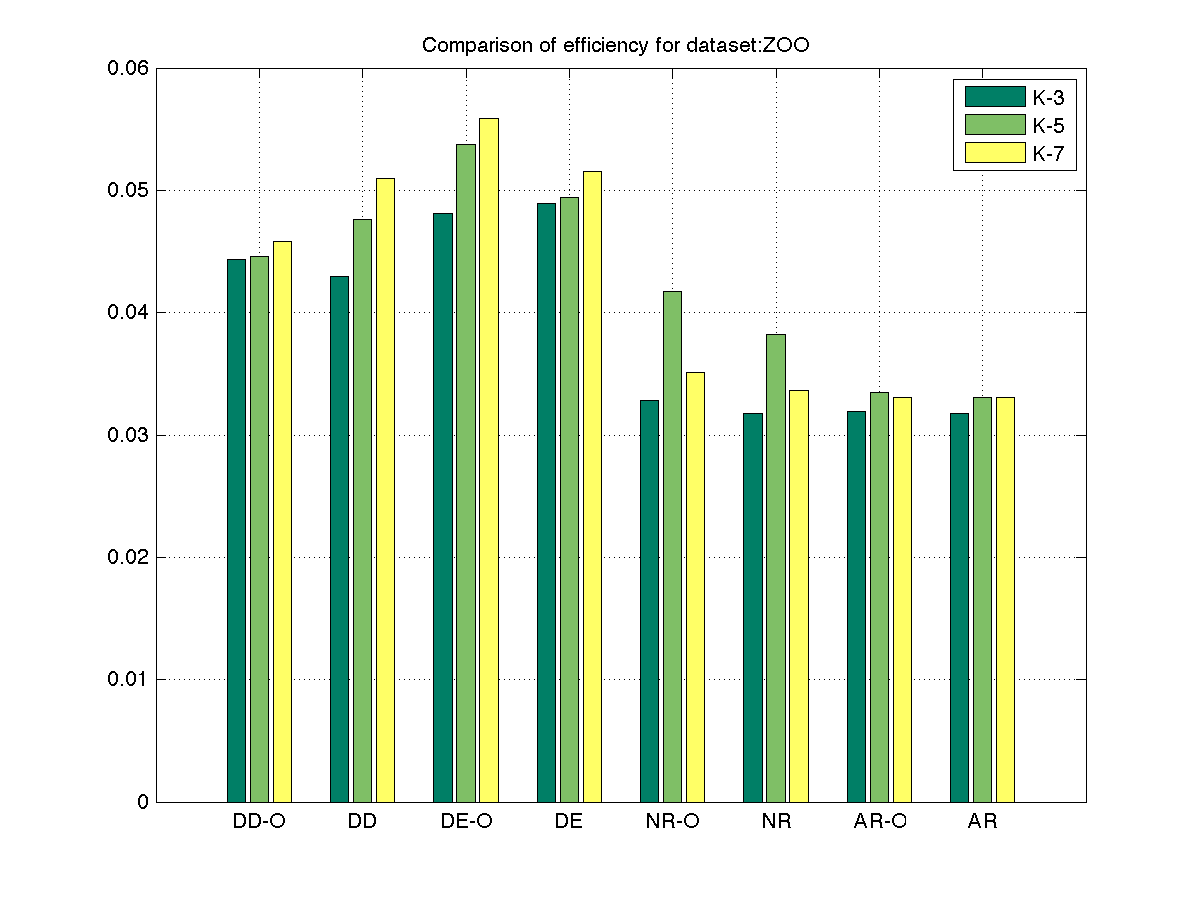 Comparison of efficiency for dataset:ZOO
0.06
0.05
0.04
0.03
0.02
0.01
0
K-3
K-5
K-7
DD-O DD DE-O DE NR-O NR AR-O AR